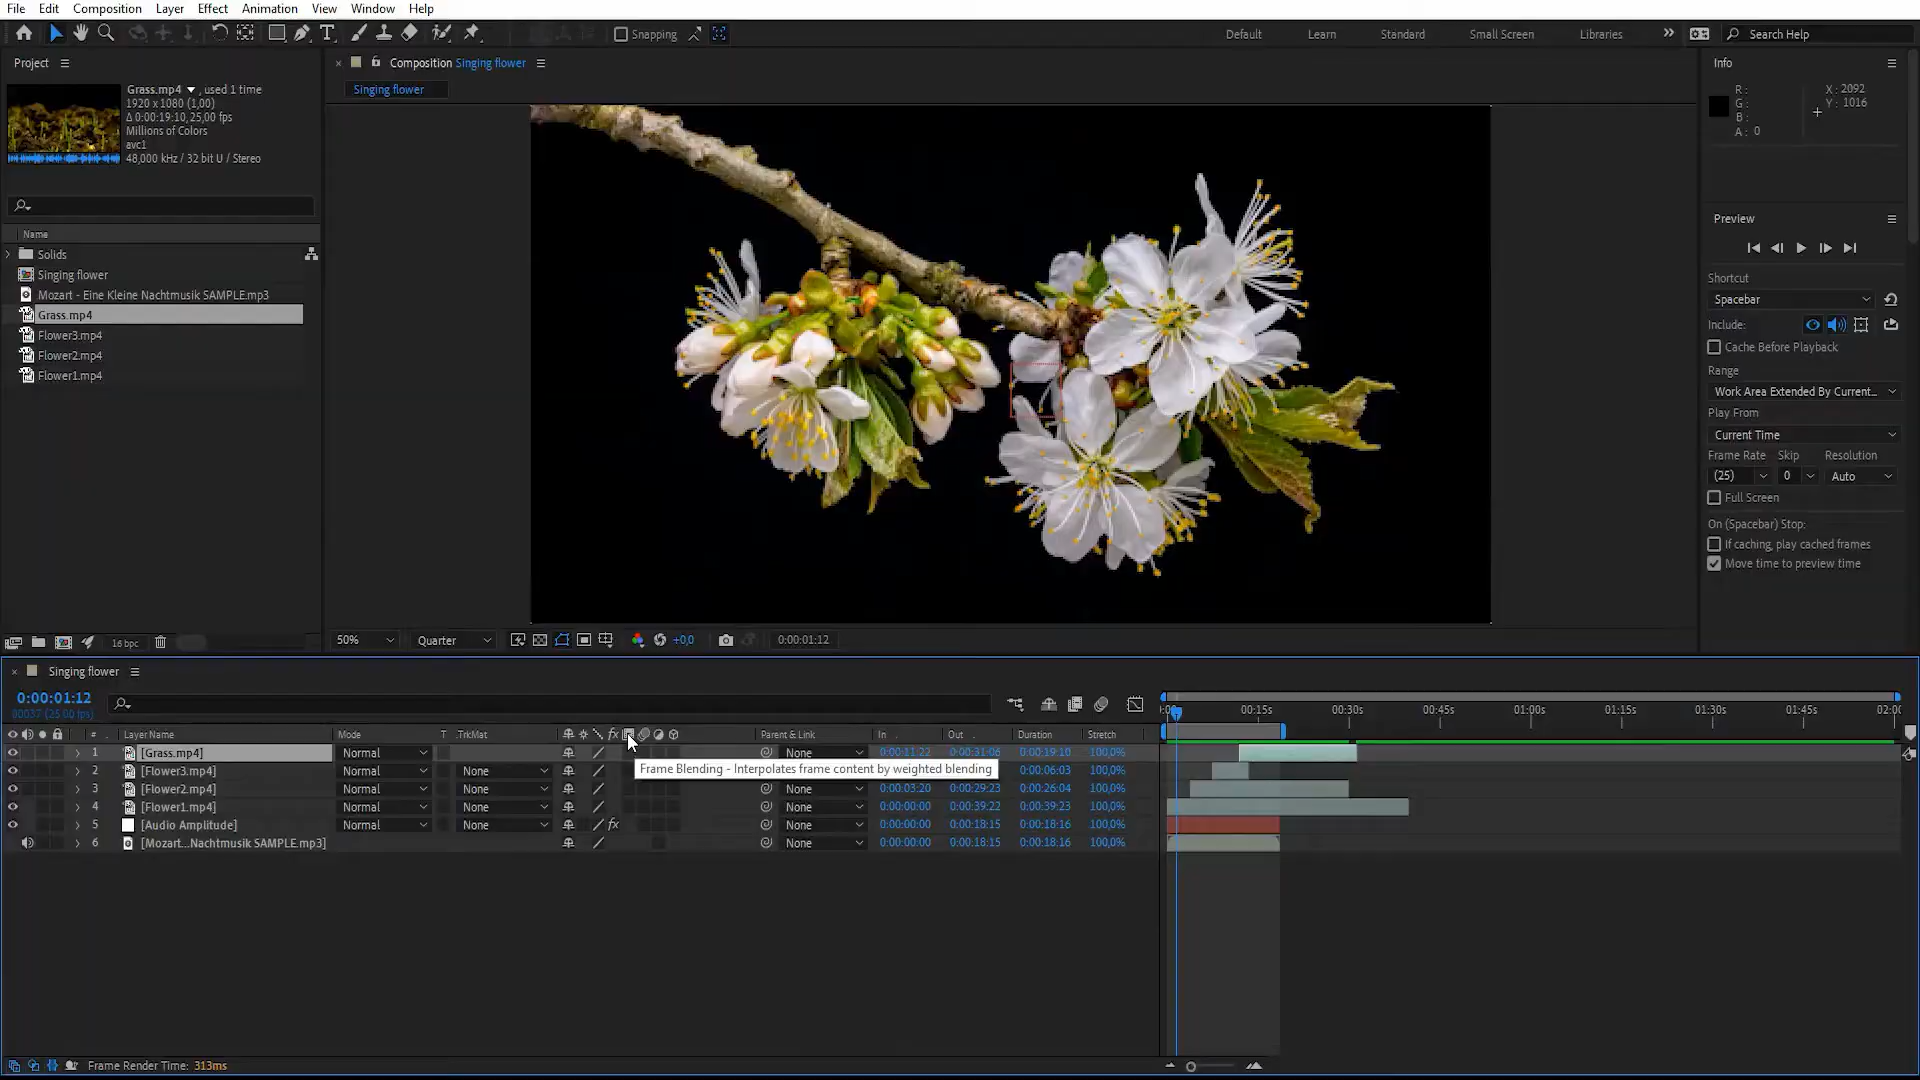 File Edit Composition Layer Effect Animation View Window Help
Snapping Default Learn Standard Small Screen Libraries Search Help
Project
Grass.mp4 , used 1 time
1920 x 1080 (1,00)
Δ 0:00:19:10, 25,00 fps
Millions of Colors
avc1
48,000 kHz / 32 bit U / Stereo
Name
Solids
Singing flower
Mozart - Eine Kleine Nachtmusik SAMPLE.mp3
Grass.mp4
Flower3.mp4
Flower2.mp4
Flower1.mp4
16 bpc
Composition Singing flower
Singing flower
50% Quarter +0,0 0:00:01:12
Info
R :
G :
B :
A : 0
X : 2092
Y : 1016
Preview
Shortcut
Spacebar
Include:
Cache Before Playback
Range
Work Area Extended By Current...
Play From
Current Time
Frame Rate Skip Resolution
(25) 0 Auto
Full Screen
On (Spacebar) Stop:
If caching, play cached frames
Move time to preview time
Singing flower
0:00:01:12
00037 (25.00 fps)
00:15s 00:30s 00:45s 01:00s 01:15s 01:30s 01:45s 02:0
# Layer Name Mode T .TrkMat fx Parent & Link In Out Duration Stretch
1 [Grass.mp4] Normal None 0:00:11:22 0:00:31:06 0:00:19:10 100,0%
Frame Blending - Interpolates frame content by weighted blending
2 [Flower3.mp4] Normal None 0:00:06:03 100,0%
3 [Flower2.mp4] Normal None None 0:00:03:20 0:00:29:23 0:00:26:04 100,0%
4 [Flower1.mp4] Normal None None 0:00:00:00 0:00:39:22 0:00:39:23 100,0%
5 [Audio Amplitude] Normal None fx None 0:00:00:00 0:00:18:15 0:00:18:16 100,0%
6 [Mozart...Nachtmusik SAMPLE.mp3] None 0:00:00:00 0:00:18:15 0:00:18:16 100,0%
Frame Render Time: 313ms